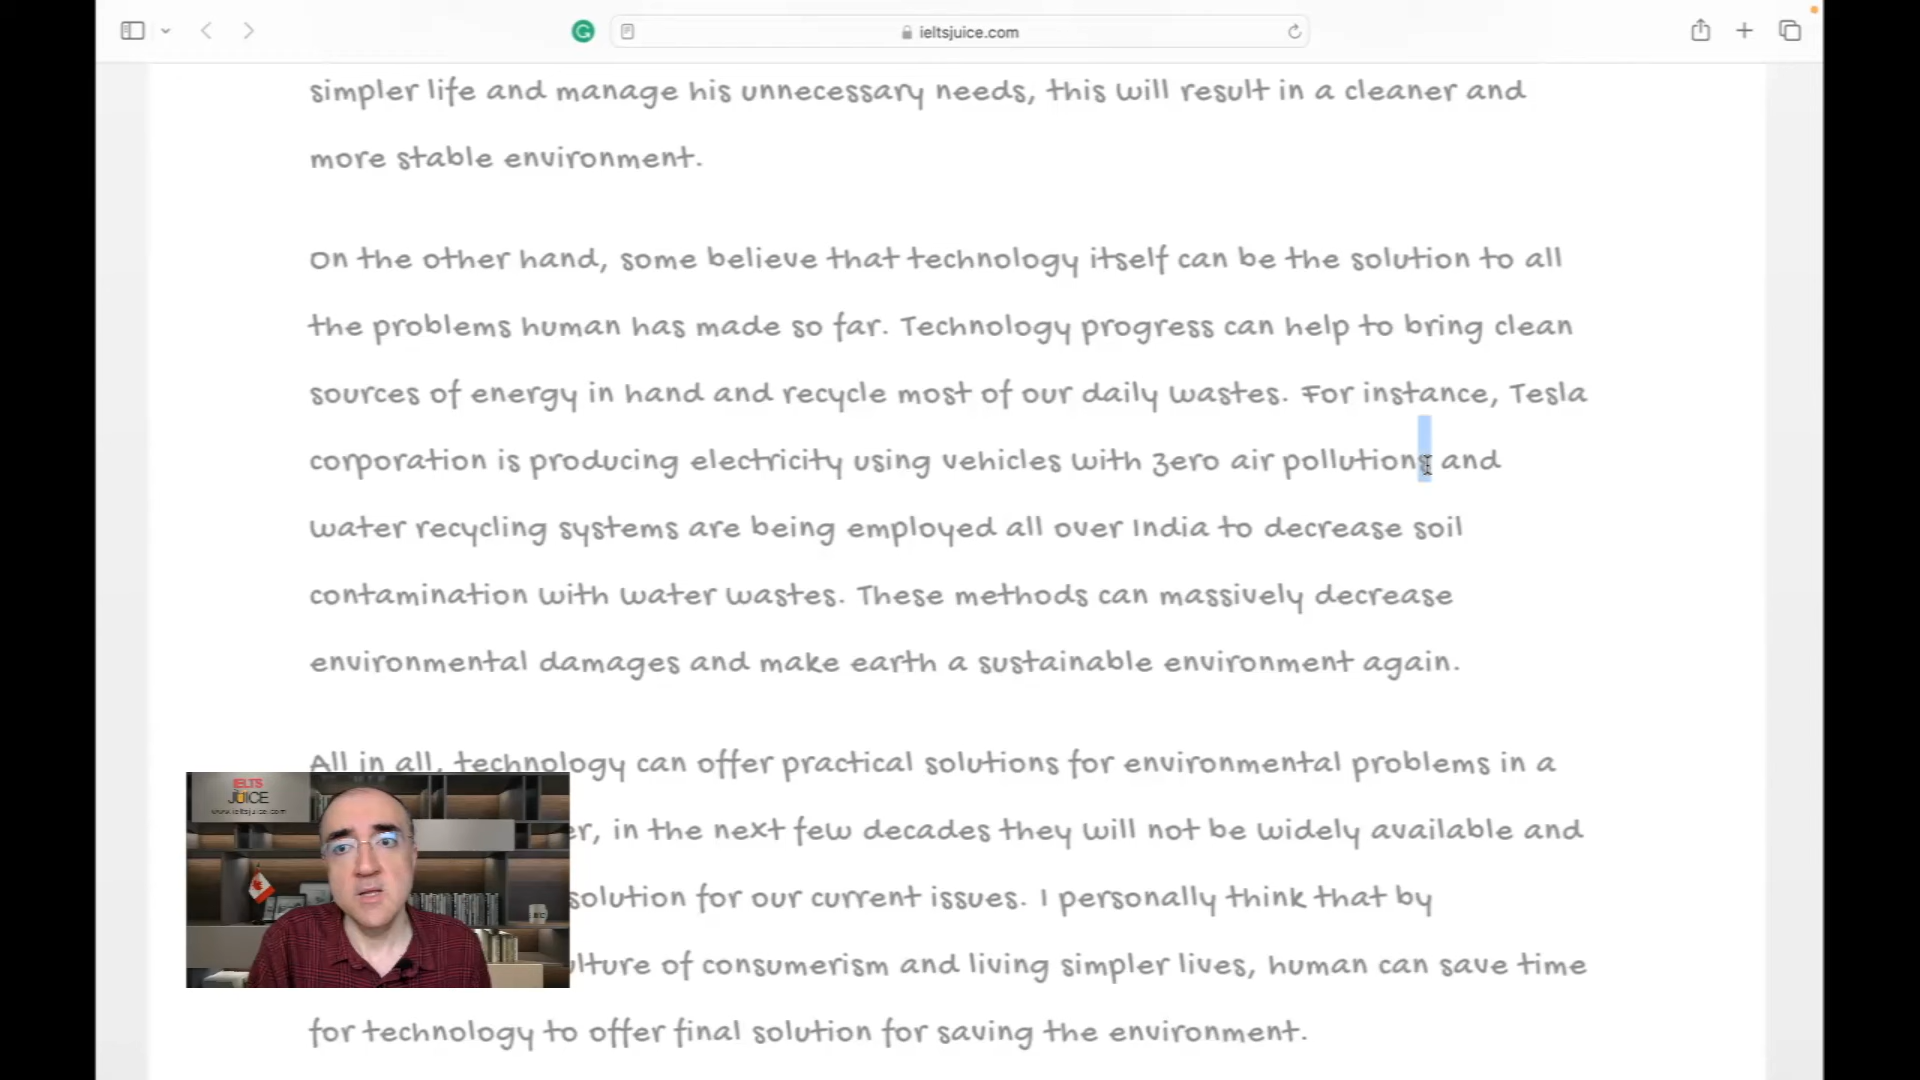 ieltsjuice.com
simpler life and manage his unnecessary needs, this will result in a cleaner and
more stable environment.
On the other hand, some believe that technology itself can be the solution to all
the problems human has made so far. Technology progress can help to bring clean
sources of energy in hand and recycle most of our daily wastes. For instance, Tesla
corporation is producing electricity using vehicles with zero air pollutions and
water recycling systems are being employed all over India to decrease soil
contamination with water wastes. These methods can massively decrease
environmental damages and make earth a sustainable environment again.
All in all, technology can offer practical solutions for environmental problems in a
er, in the next few decades they will not be widely available and
solution for our current issues. I personally think that by
ulture of consumerism and living simpler lives, human can save time
for technology to offer final solution for saving the environment.
IELTS
JUICE
www.ieltsjuice.com